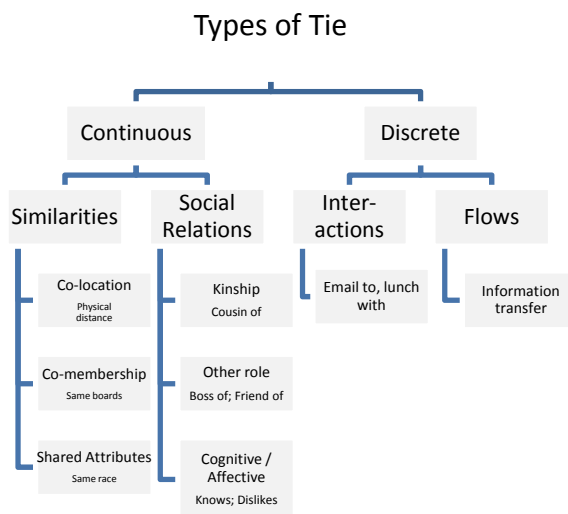 Types of Tie
Continuous
Discrete
Similarities
Social
Relations
Inter-
actions
Flows
Co-location
Physical
distance
Kinship
Cousin of
Email to, lunch
with
Information
transfer
Co-membership
Same boards
Other role
Boss of; Friend of
Shared Attributes
Same race
Cognitive /
Affective
Knows; Dislikes